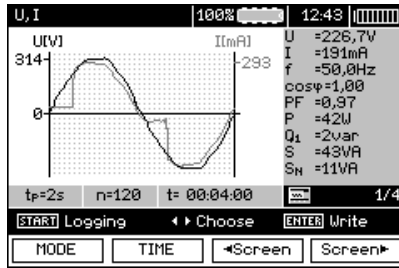 U,I 100% 12:43
U[V] I[mA]
314 293
0
U =226,7V
I =191mA
f =50,0Hz
cosφ=1,00
PF =0,97
P =42W
Q₁ =2var
S =43VA
Sɴ =11VA
tₚ=2s n=120 t= 00:04:00 1/4
START Logging ◂ ▸ Choose ENTER Write
MODE TIME ◂Screen Screen▸